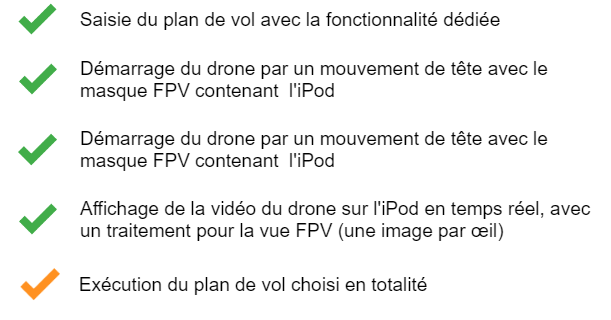 Saisie du plan de vol avec la fonctionnalité dédiée
Démarrage du drone par un mouvement de tête avec le
masque FPV contenant  l'iPod
Démarrage du drone par un mouvement de tête avec le
masque FPV contenant  l'iPod
Affichage de la vidéo du drone sur l'iPod en temps réel, avec
un traitement pour la vue FPV (une image par œil)
Exécution du plan de vol choisi en totalité